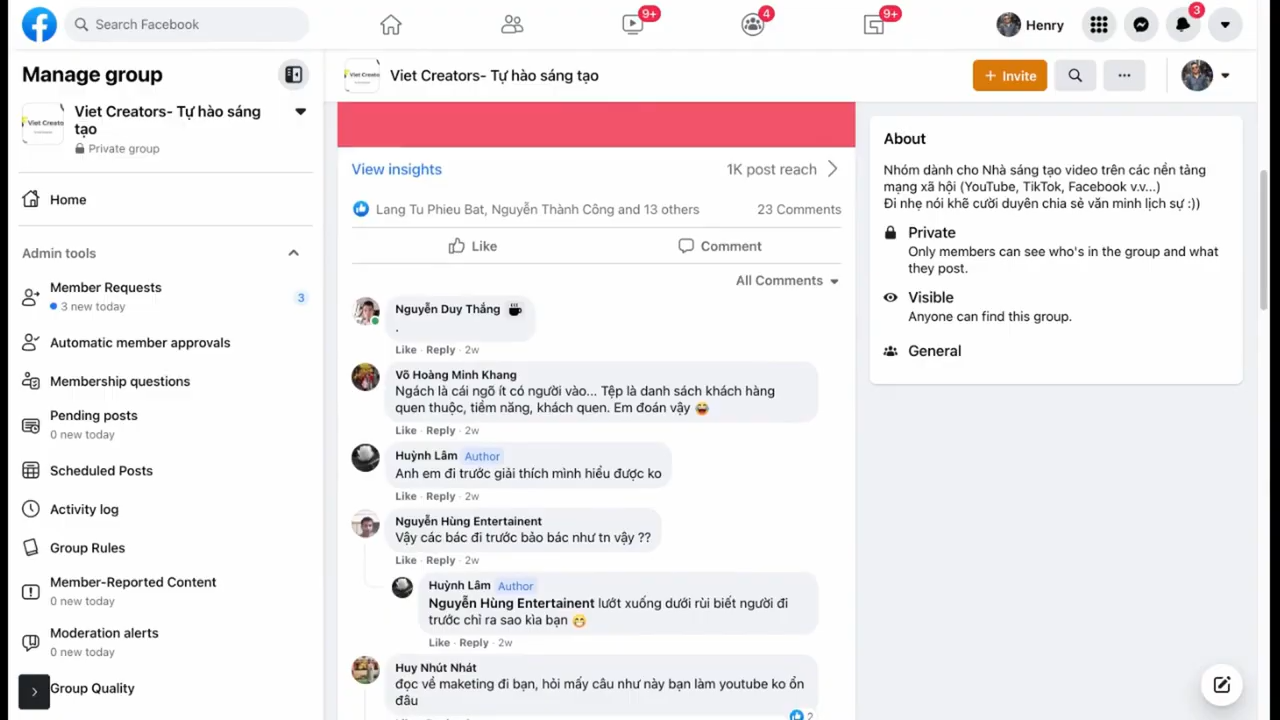 Search Facebook
9+
4
9+
Henry
3
Manage group
Viet Creators- Tự hào sáng tạo
Private group
Home
Admin tools
Member Requests
3 new today
3
Automatic member approvals
Membership questions
Pending posts
0 new today
Scheduled Posts
Activity log
Group Rules
Member-Reported Content
0 new today
Moderation alerts
0 new today
Group Quality
Viet Creators- Tự hào sáng tạo
+ Invite
View insights
1K post reach
Lang Tu Phieu Bat, Nguyễn Thành Công and 13 others
23 Comments
Like
Comment
All Comments
Nguyễn Duy Thắng
.
Like · Reply · 2w
Võ Hoàng Minh Khang
Ngách là cái ngõ ít có người vào... Tệp là danh sách khách hàng
quen thuộc, tiềm năng, khách quen. Em đoán vậy 😄
Like · Reply · 2w
Huỳnh Lâm Author
Anh em đi trước giải thích mình hiểu được ko
Like · Reply · 2w
Nguyễn Hùng Entertainent
Vậy các bác đi trước bảo bác như tn vậy ??
Like · Reply · 2w
Huỳnh Lâm Author
Nguyễn Hùng Entertainent lướt xuống dưới rùi biết người đi
trước chỉ ra sao kìa bạn 😁
Like · Reply · 2w
Huy Nhút Nhát
đọc về maketing đi bạn, hỏi mấy câu như này bạn làm youtube ko ổn
đâu
2
About
Nhóm dành cho Nhà sáng tạo video trên các nền tảng
mạng xã hội (YouTube, TikTok, Facebook v.v...)
Đi nhẹ nói khẽ cười duyên chia sẻ văn minh lịch sự :))
Private
Only members can see who's in the group and what
they post.
Visible
Anyone can find this group.
General